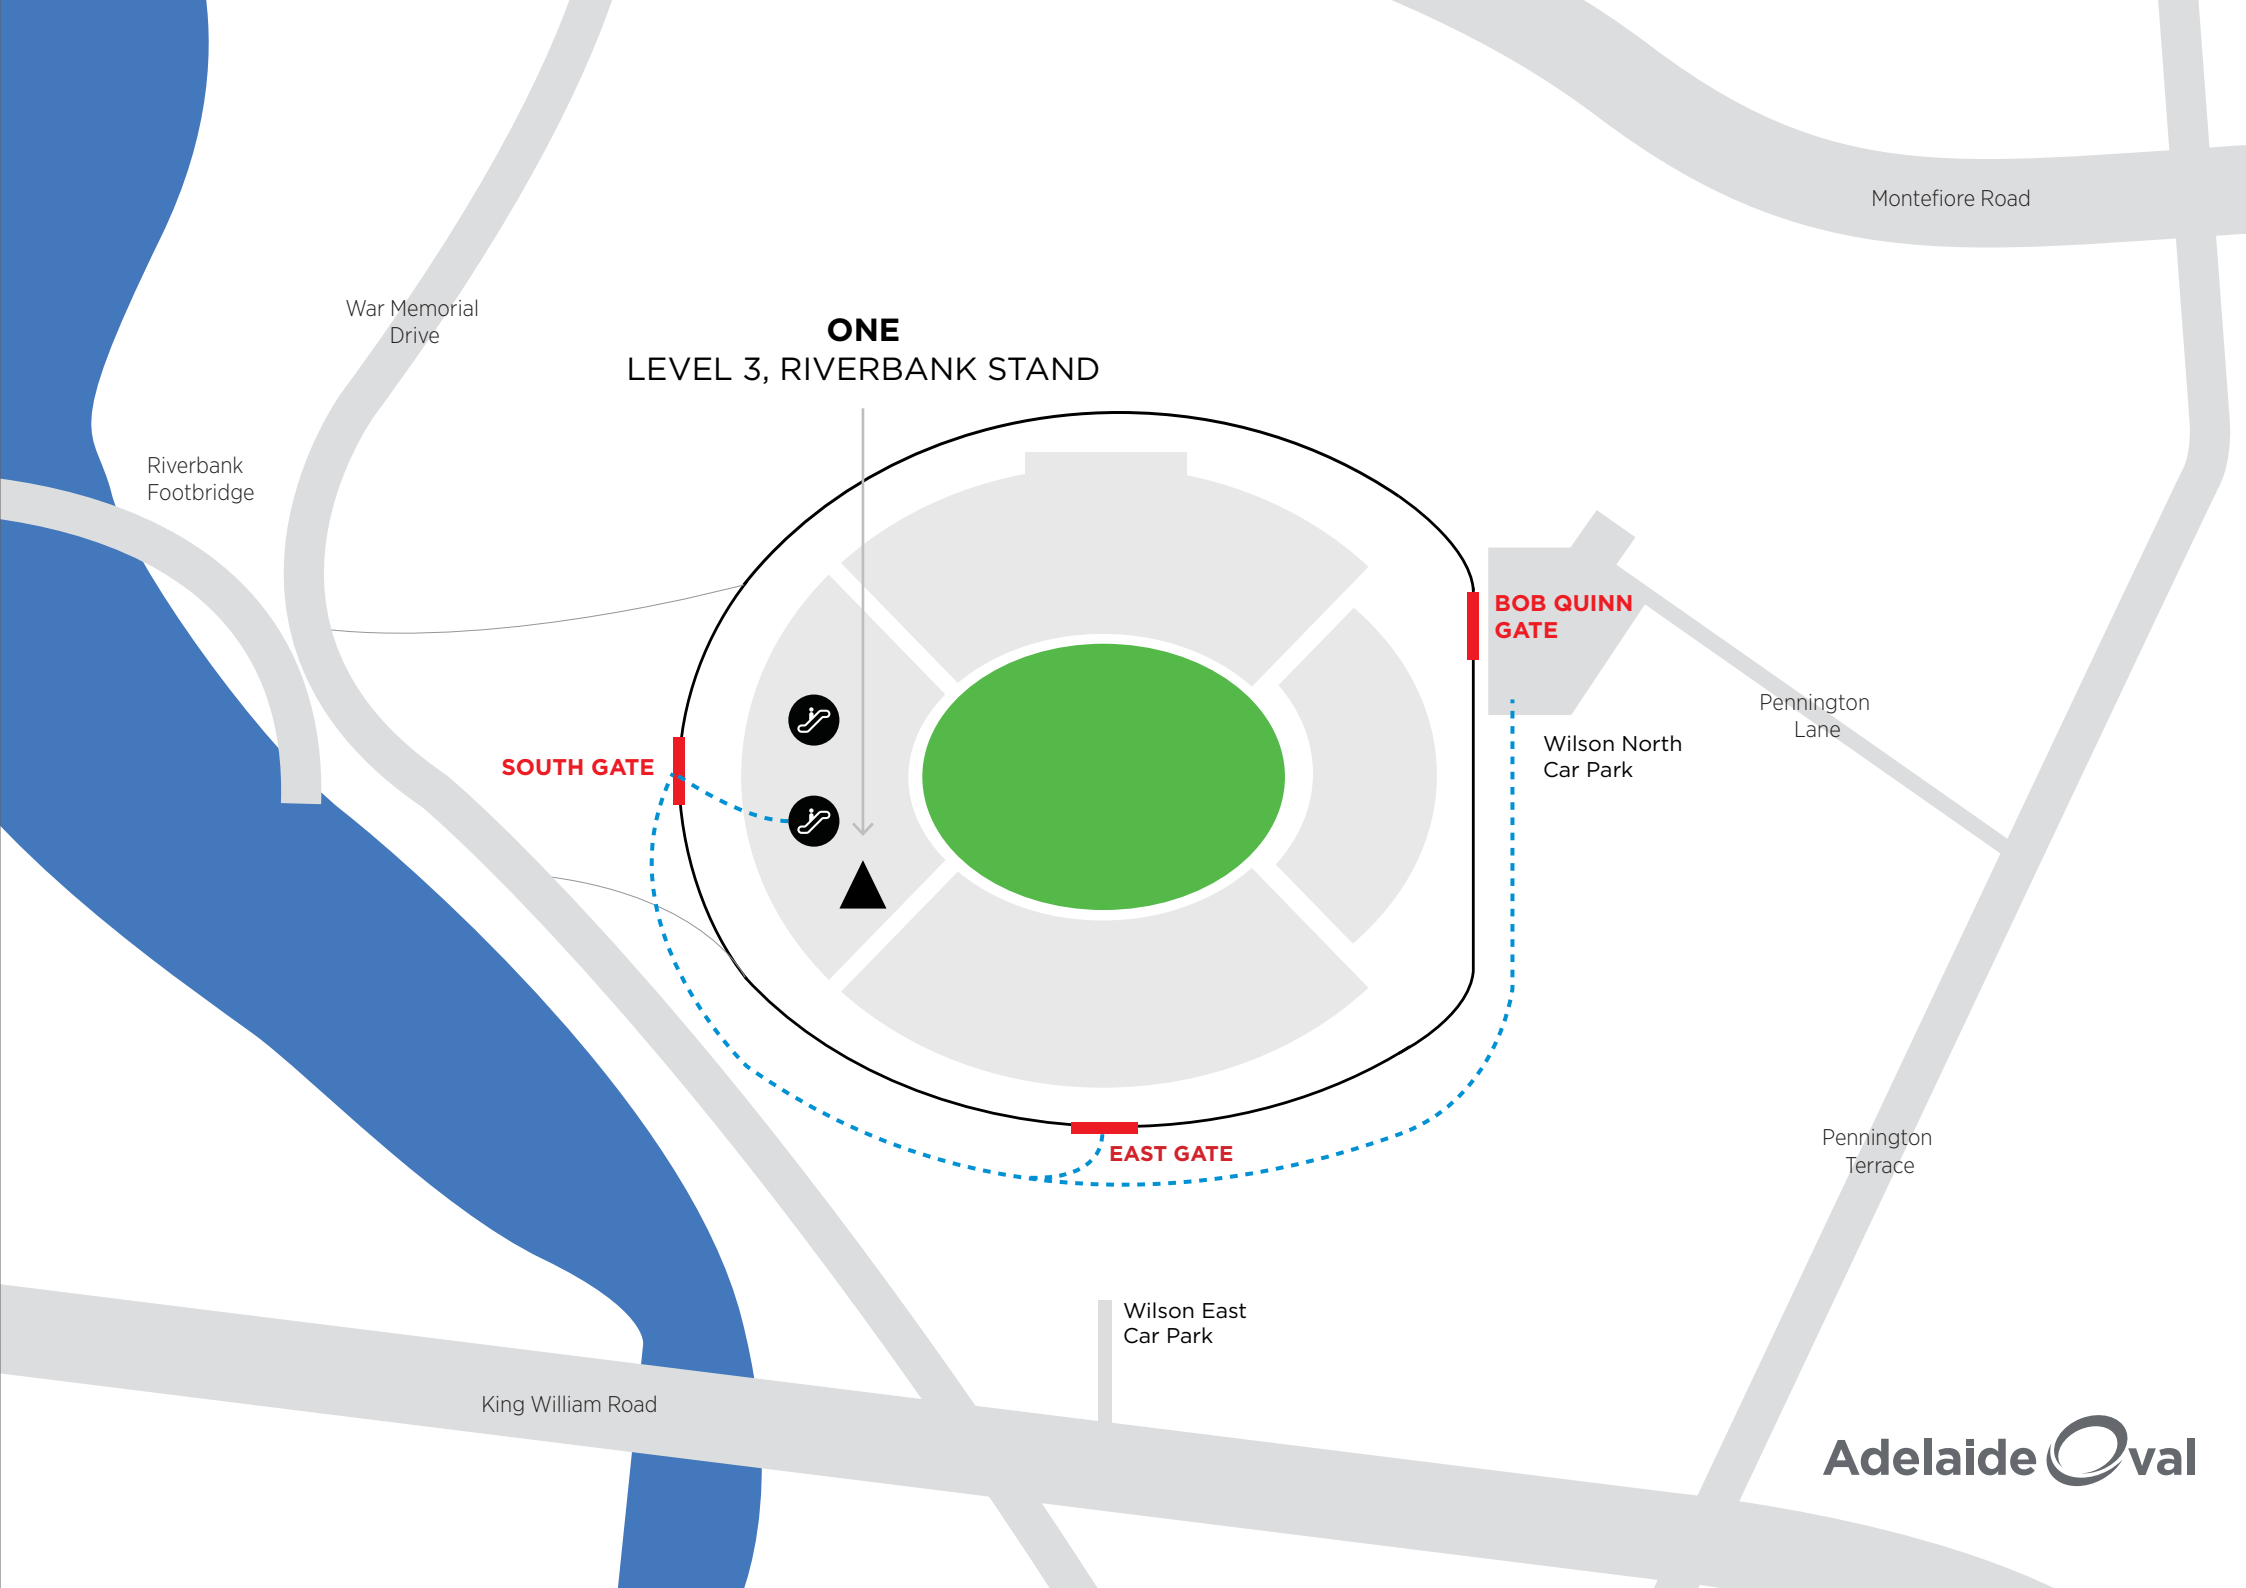 Montefiore Road
War Memorial
Drive
ONE
LEVEL 3, RIVERBANK STAND
Riverbank
Footbridge
BOB QUINN
GATE
Pennington
Lane
Wilson North
Car Park
SOUTH GATE
Pennington
Terrace
EAST GATE
Wilson East
Car Park
King William Road
Adelaide Oval